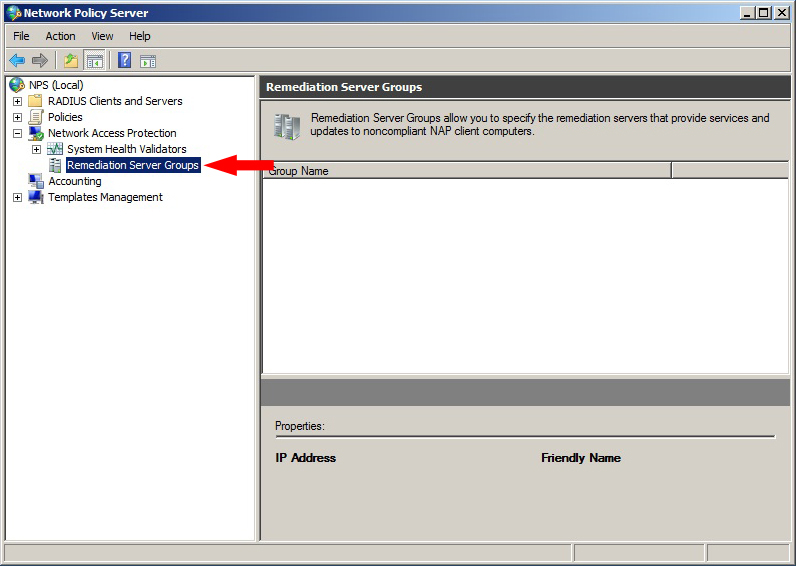 Network Policy Server
File Action View Help
NPS (Local)
RADIUS Clients and Servers
Policies
Network Access Protection
System Health Validators
Remediation Server Groups
Accounting
Templates Management
Remediation Server Groups
Remediation Server Groups allow you to specify the remediation servers that provide services and
updates to noncompliant NAP client computers.
Group Name
Properties:
IP Address Friendly Name